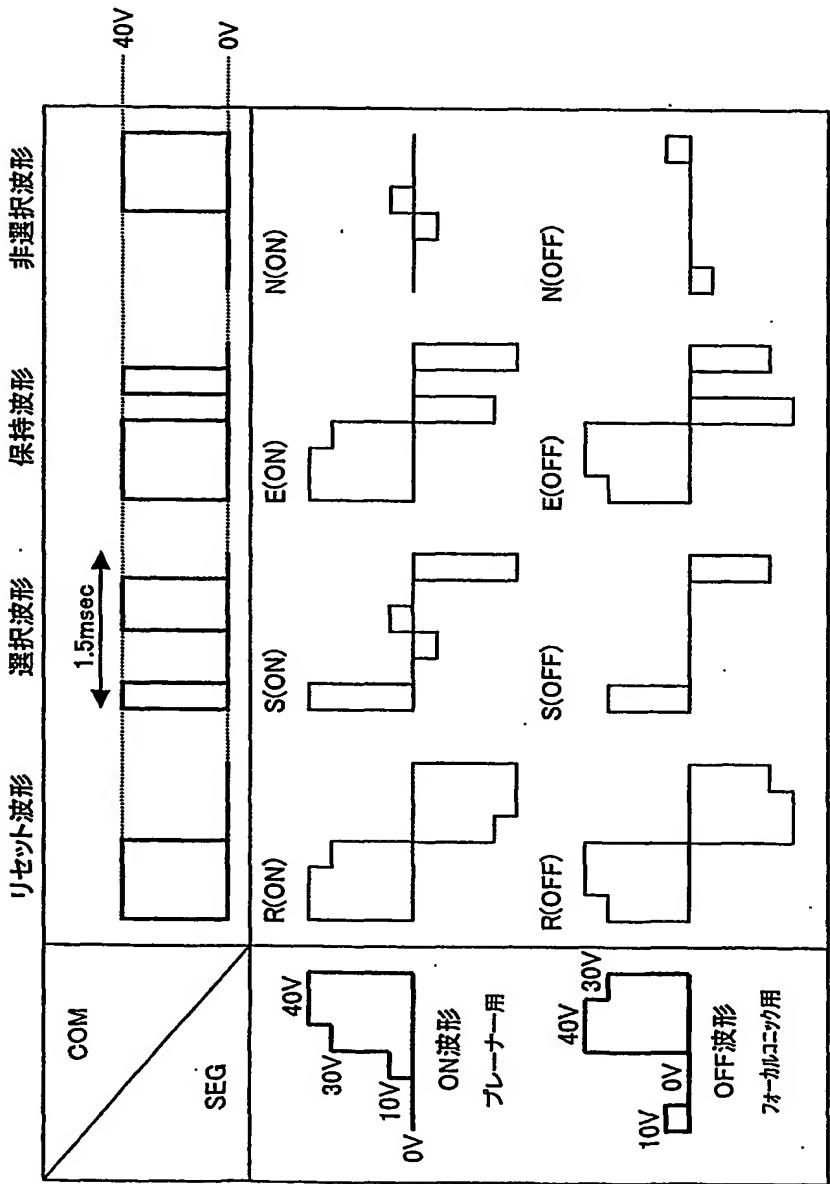 COM
SEG
リセット波形
選択波形
保持波形
非選択波形
1.5msec
40V
0V
40V
30V
10V
0V
ON波形
プレーナー用
R(ON)
S(ON)
E(ON)
N(ON)
40V
30V
10V
0V
OFF波形
フォーカルコニック用
R(OFF)
S(OFF)
E(OFF)
N(OFF)